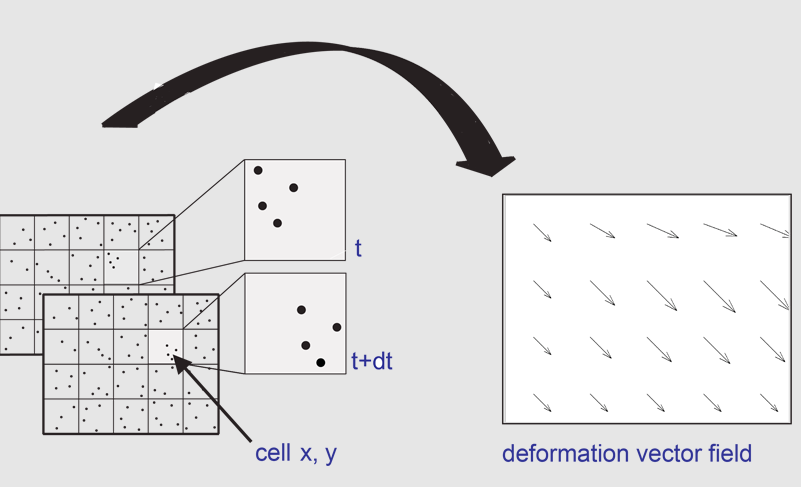 t
t+dt
cell x, y
deformation vector field